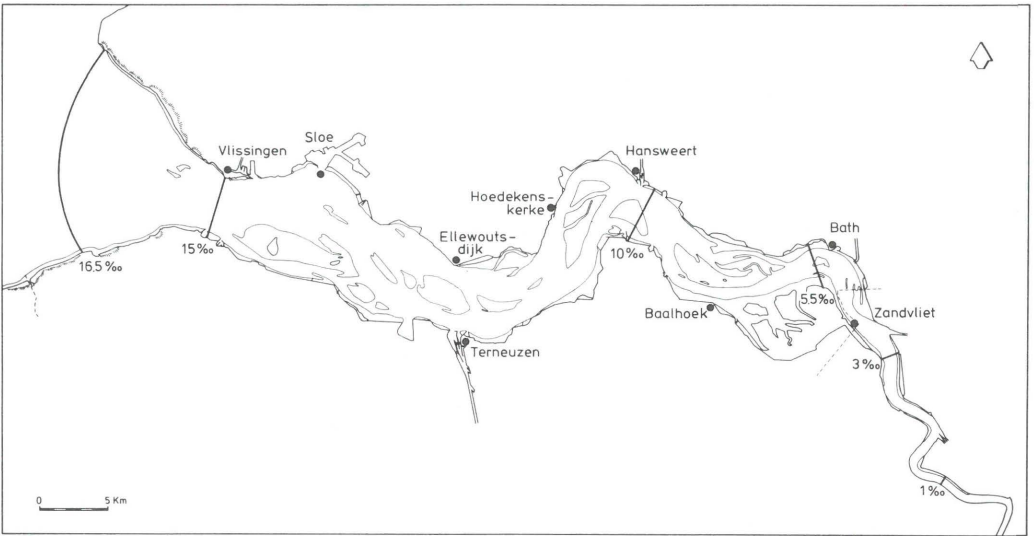 Sloe
Vlissingen
Hansweert
Hoedekens-
kerke
Ellewouts-
dijk
Bath
15‰
10‰
16.5‰
5.5‰
Baalhoek
Zandvliet
Terneuzen
3‰
1‰
0 5 Km